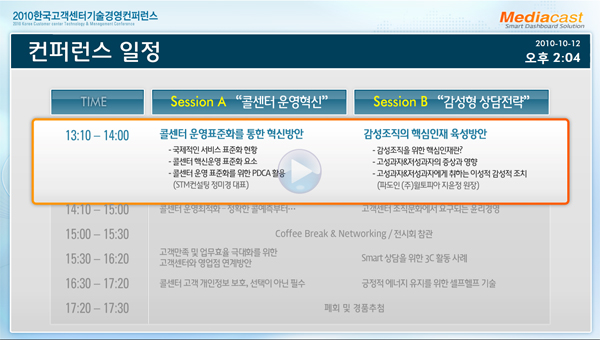 2010한국고객센터기술경영컨퍼런스
2010 Korea Customer center Technology & Management Conference
Mediacast
Smart Dashboard Solution
컨퍼런스 일정
2010-10-12
오후 2:04
TIME
Session A "콜센터 운영혁신"
Session B "감성형 상담전략"
13:10 – 14:00
콜센터 운영표준화를 통한 혁신방안
- 국제적인 서비스 표준화 현황
- 콜센터 핵심운영 표준화 요소
- 콜센터 운영 표준화를 위한 PDCA 활용
(STM컨설팅 정미경 대표)
감성조직의 핵심인재 육성방안
- 감성조직을 위한 핵심인재란?
- 고성과자&저성과자의 증상과 영향
- 고성과자&저성과자에게 취하는 이성적 감성적 조치
(파도인 (주)윌토피아 지윤정 원장)
14:10 – 15:00
콜센터 운영최적화 – 정확한 콜예측부터…
고객센터 조직문화에서 요구되는 윤리경영
15:00 – 15:30
Coffee Break & Networking / 전시회 참관
15:30 – 16:20
고객만족 및 업무효율 극대화를 위한
고객센터와 영업점 연계방안
Smart 상담을 위한 3C 활동 사례
16:30 – 17:20
콜센터 고객 개인정보 보호, 선택이 아닌 필수
긍정적 에너지 유지를 위한 셀프헬프 기술
17:20 – 17:30
폐회 및 경품추첨